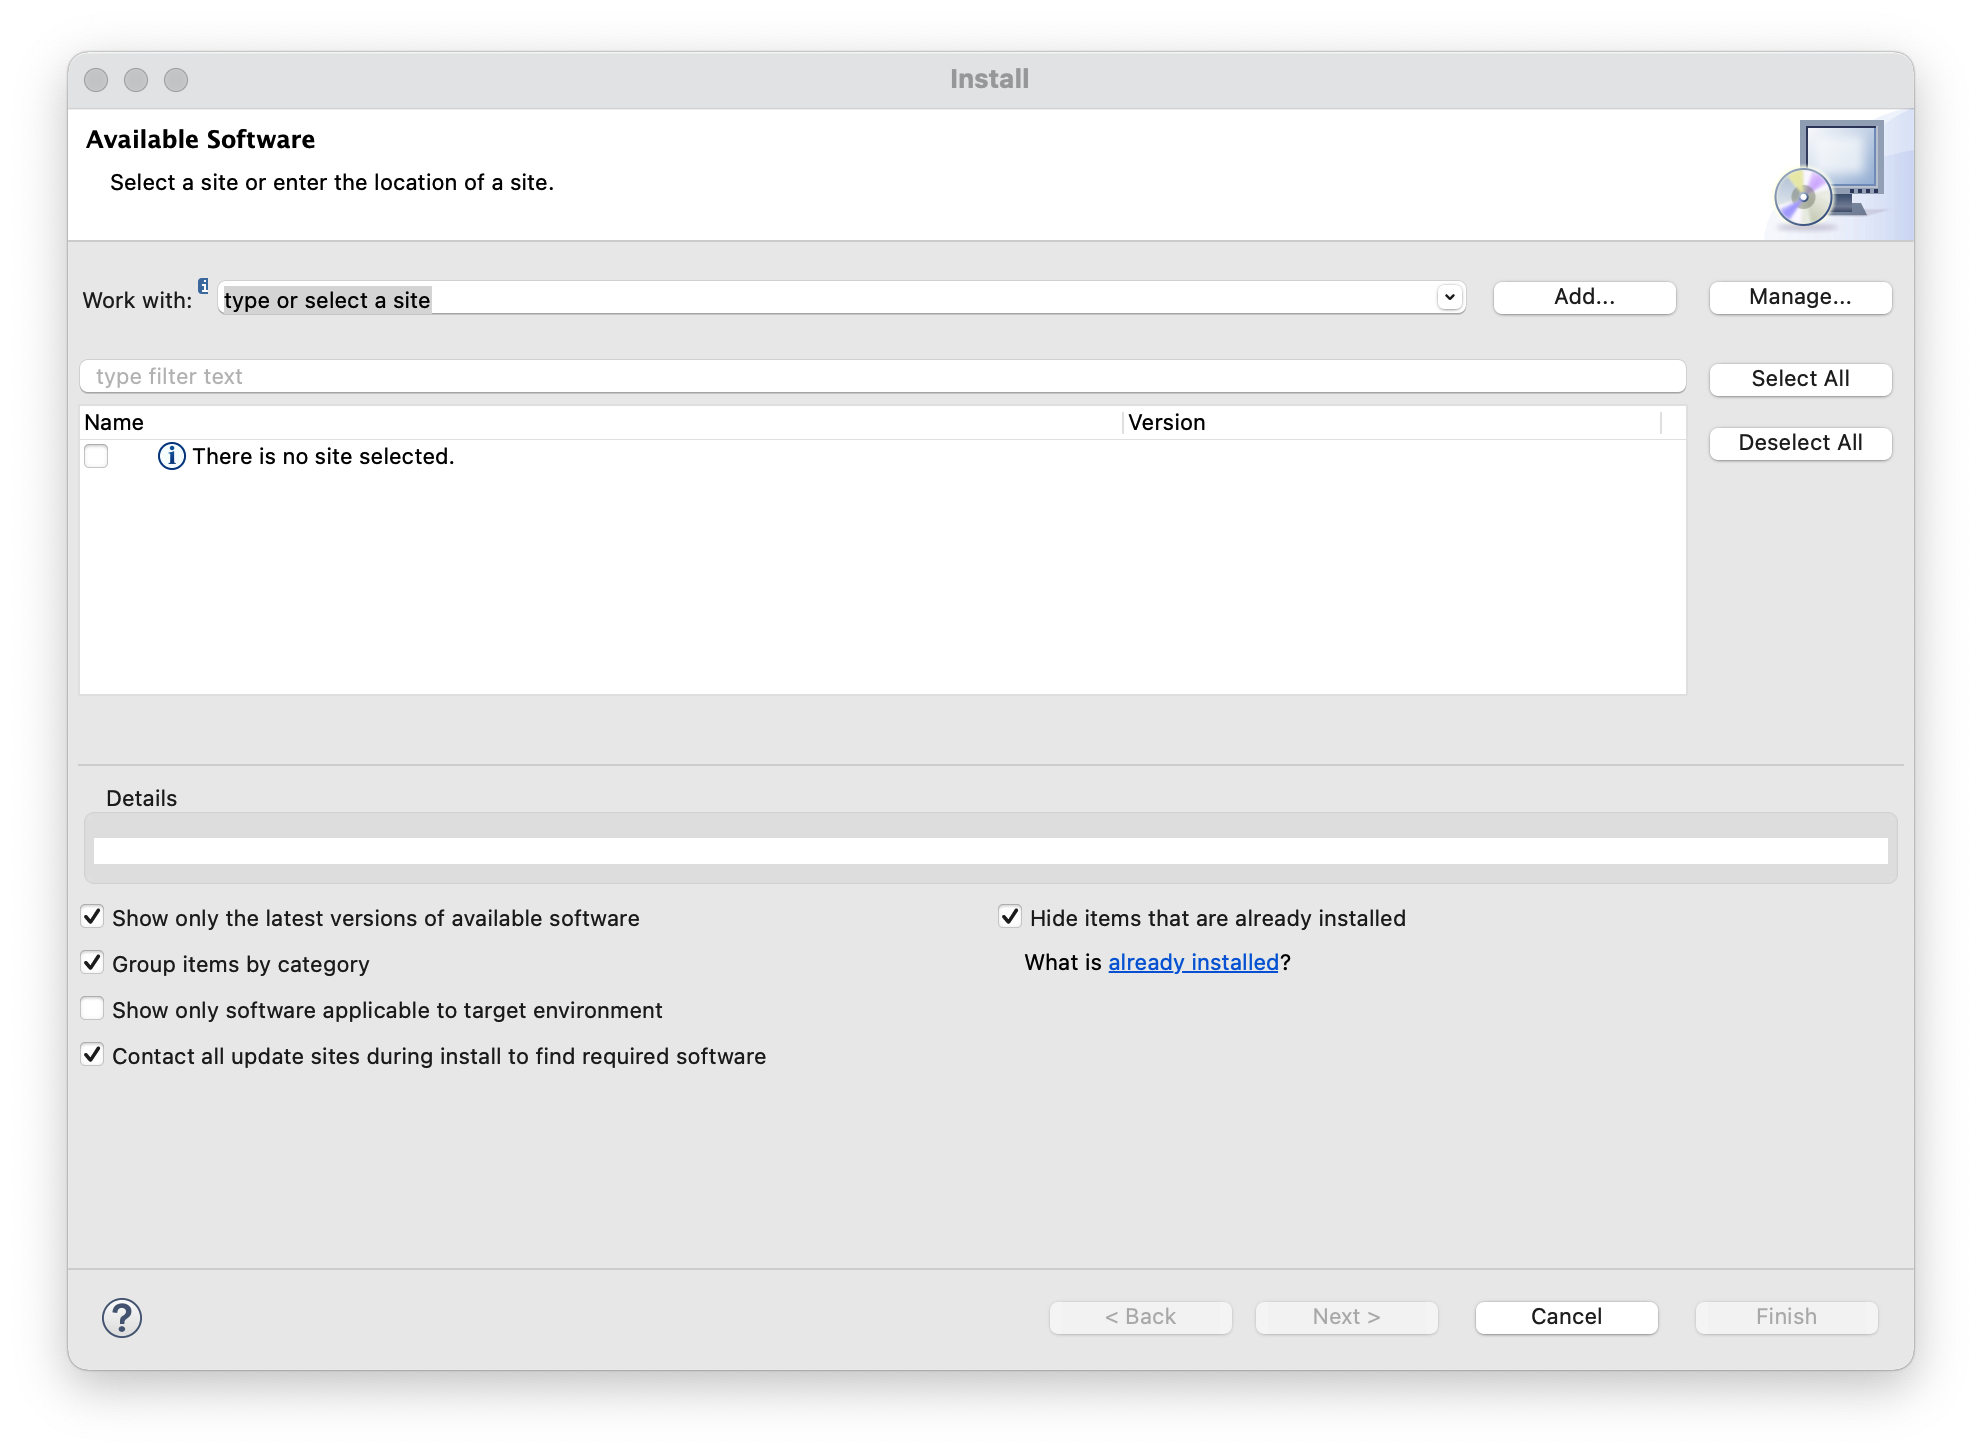 Install
Available Software
Select a site or enter the location of a site.
Work with: type or select a site Add... Manage...
type filter text Select All
Name Version
Deselect All
There is no site selected.
Details
Show only the latest versions of available software Hide items that are already installed
Group items by category What is already installed?
Show only software applicable to target environment
Contact all update sites during install to find required software
? < Back Next > Cancel Finish